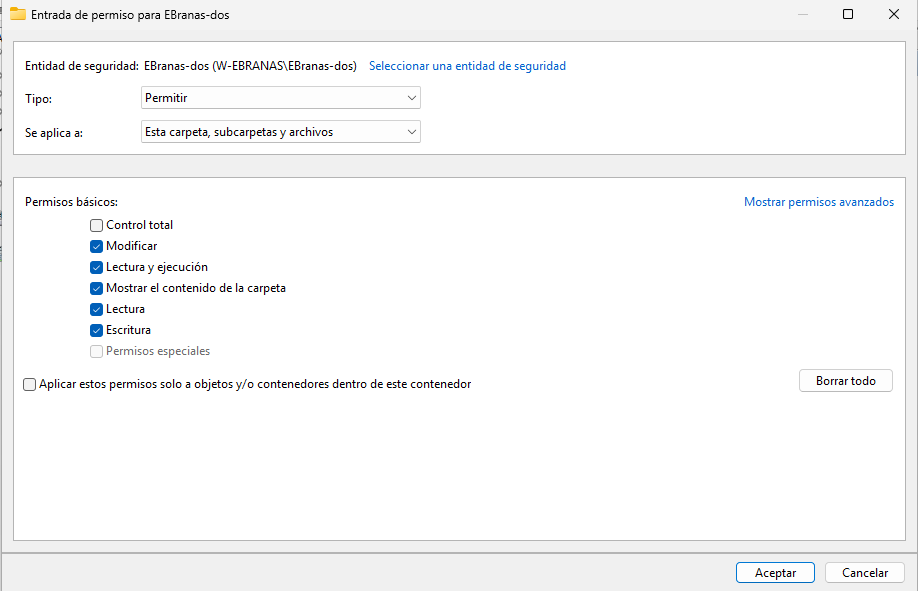 Entrada de permiso para EBranas-dos
Entidad de seguridad: EBranas-dos (W-EBRANAS\EBranas-dos) Seleccionar una entidad de seguridad
Tipo: Permitir
Se aplica a: Esta carpeta, subcarpetas y archivos
Permisos básicos: Mostrar permisos avanzados
Control total
Modificar
Lectura y ejecución
Mostrar el contenido de la carpeta
Lectura
Escritura
Permisos especiales
Aplicar estos permisos solo a objetos y/o contenedores dentro de este contenedor
Borrar todo
Aceptar Cancelar